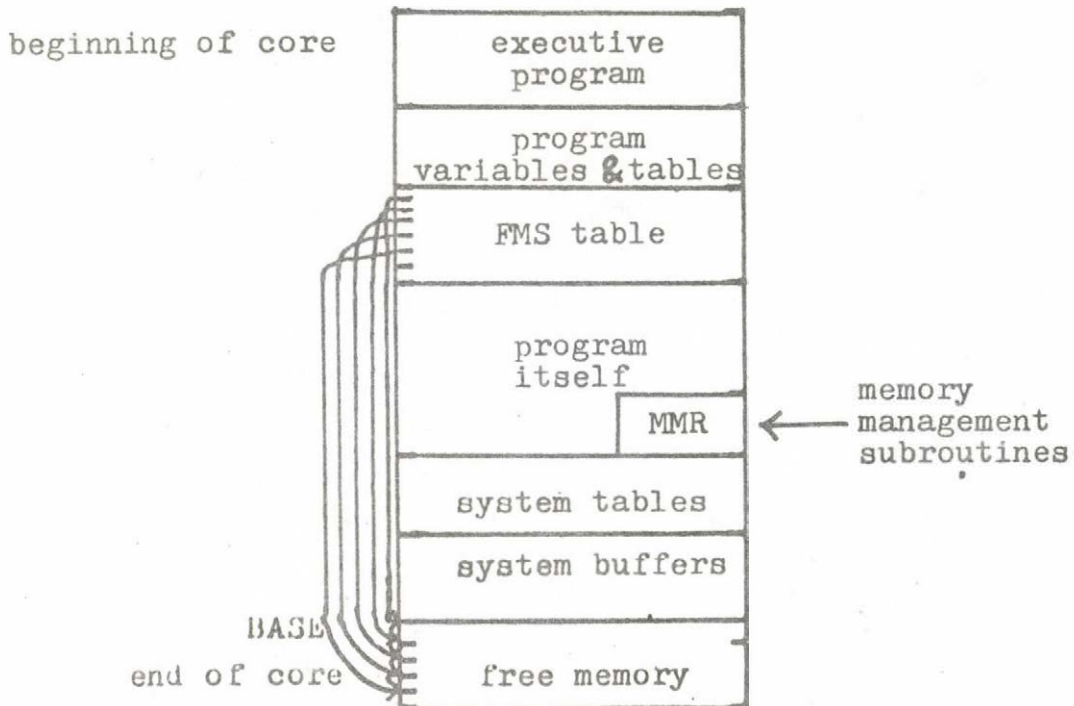 beginning of core
executive
program
program
variables & tables
FMS table
program
itself
MMR
memory
management
subroutines
system tables
system buffers
BASE
end of core
free memory